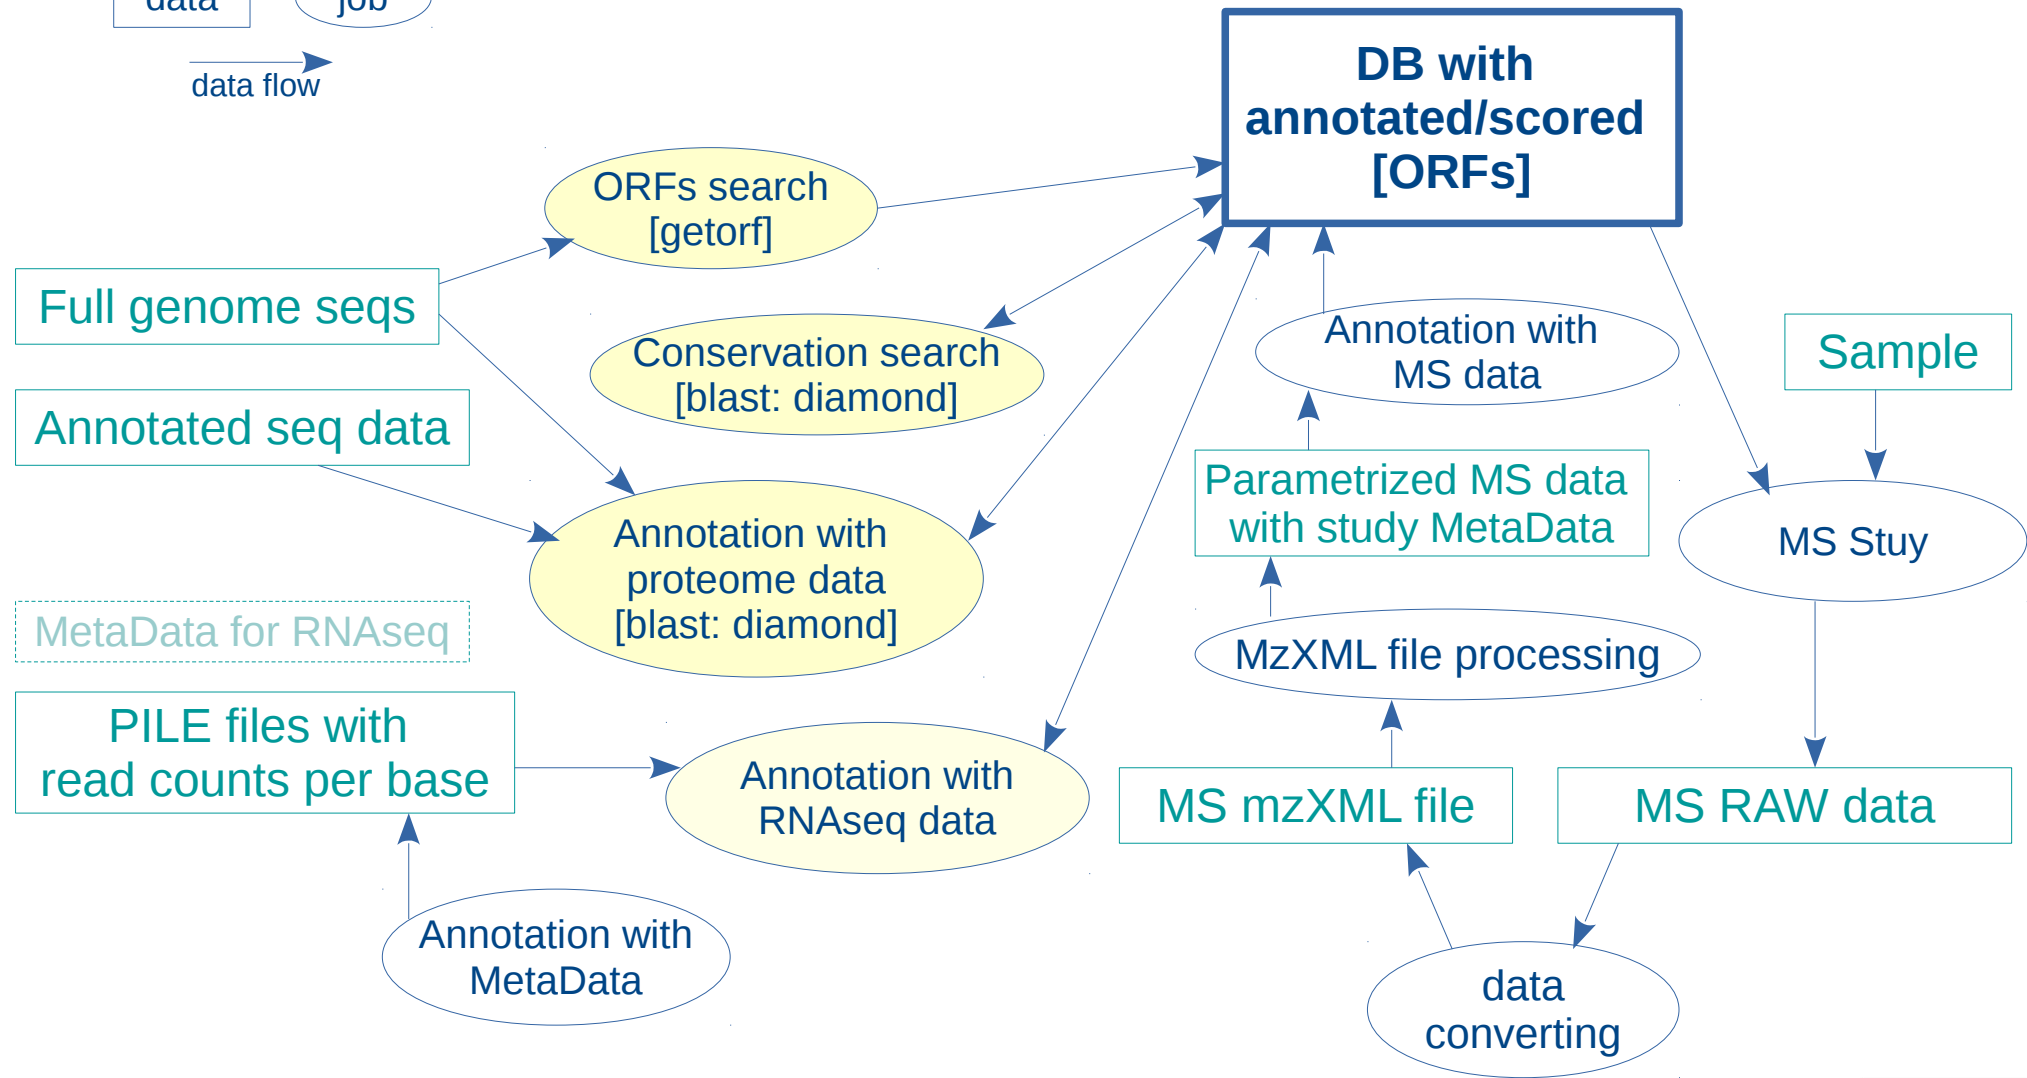 data
job
data flow
DB with
annotated/scored
[ORFs]
ORFs search
[getorf]
Full genome seqs
Conservation search
[blast: diamond]
Annotation with
MS data
Sample
Annotated seq data
Parametrized MS data
with study MetaData
Annotation with
proteome data
[blast: diamond]
MS Stuy
MetaData for RNAseq
MzXML file processing
PILE files with
read counts per base
Annotation with
RNAseq data
MS mzXML file
MS RAW data
Annotation with
MetaData
data
converting